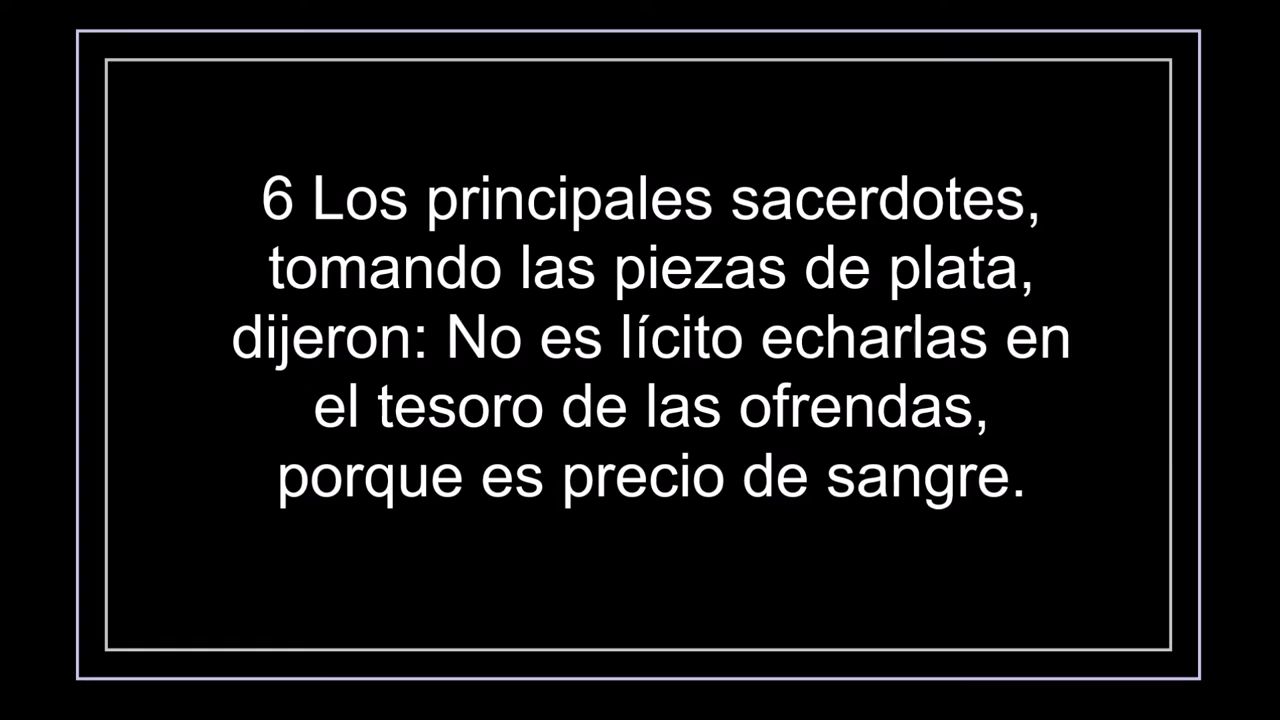 6 Los principales sacerdotes,
tomando las piezas de plata,
dijeron: No es lícito echarlas en
el tesoro de las ofrendas,
porque es precio de sangre.